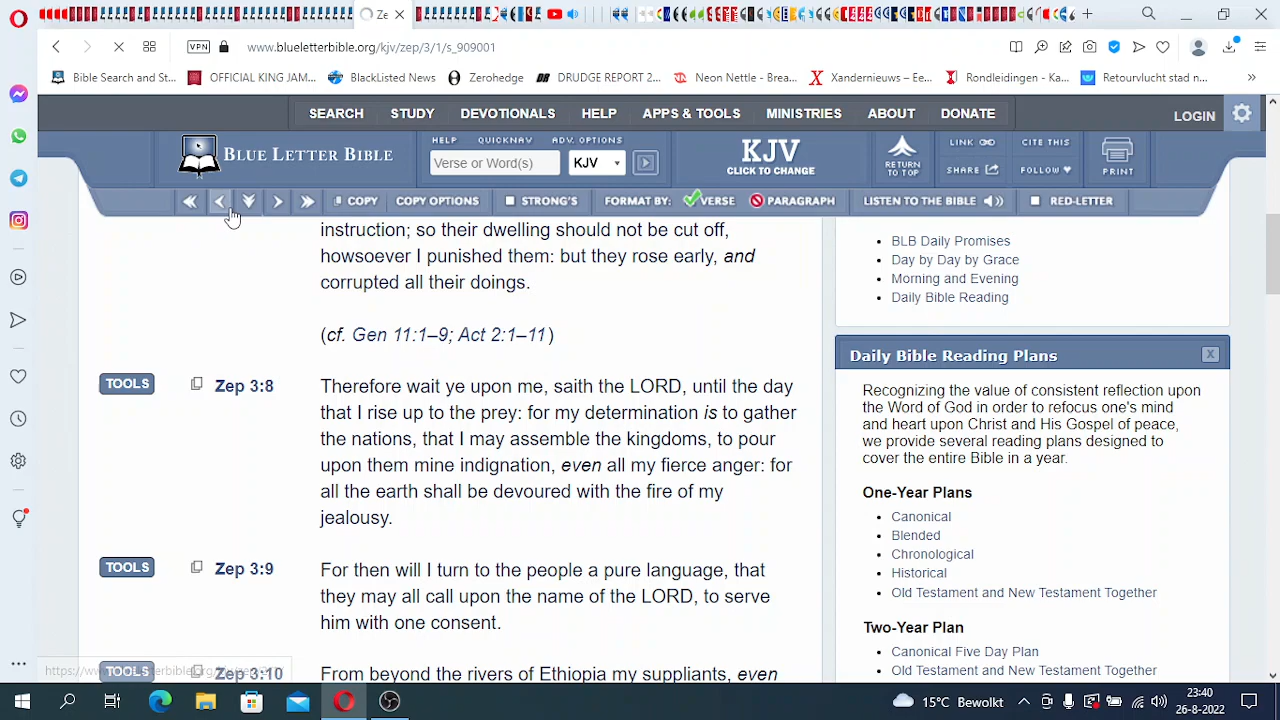 Ze
VPN
www.blueletterbible.org/kjv/zep/3/1/s_909001
Bible Search and St...
OFFICIAL KING JAM...
BlackListed News
Zerohedge
DRUDGE REPORT 2...
Neon Nettle - Brea...
Xandernieuws – Ee...
Rondleidingen - Ka...
Retourvlucht stad n...
SEARCH
STUDY
DEVOTIONALS
HELP
APPS & TOOLS
MINISTRIES
ABOUT
DONATE
LOGIN
BLUE LETTER BIBLE
HELP
QUICKNAV
ADV. OPTIONS
Verse or Word(s)
KJV
KJV
CLICK TO CHANGE
RETURN
TO TOP
LINK
SHARE
CITE THIS
FOLLOW
PRINT
COPY
COPY OPTIONS
STRONG'S
FORMAT BY:
VERSE
PARAGRAPH
LISTEN TO THE BIBLE
RED-LETTER
instruction; so their dwelling should not be cut off,
howsoever I punished them: but they rose early, and
corrupted all their doings.
(cf. Gen 11:1–9; Act 2:1–11)
TOOLS
Zep 3:8
Therefore wait ye upon me, saith the LORD, until the day
that I rise up to the prey: for my determination is to gather
the nations, that I may assemble the kingdoms, to pour
upon them mine indignation, even all my fierce anger: for
all the earth shall be devoured with the fire of my
jealousy.
TOOLS
Zep 3:9
For then will I turn to the people a pure language, that
they may all call upon the name of the LORD, to serve
him with one consent.
TOOLS
Zep 3:10
From beyond the rivers of Ethiopia my suppliants, even
BLB Daily Promises
Day by Day by Grace
Morning and Evening
Daily Bible Reading
Daily Bible Reading Plans
X
Recognizing the value of consistent reflection upon
the Word of God in order to refocus one's mind
and heart upon Christ and His Gospel of peace,
we provide several reading plans designed to
cover the entire Bible in a year.
One-Year Plans
Canonical
Blended
Chronological
Historical
Old Testament and New Testament Together
Two-Year Plan
Canonical Five Day Plan
Old Testament and New Testament Together
15°C Bewolkt
23:40
26-8-2022